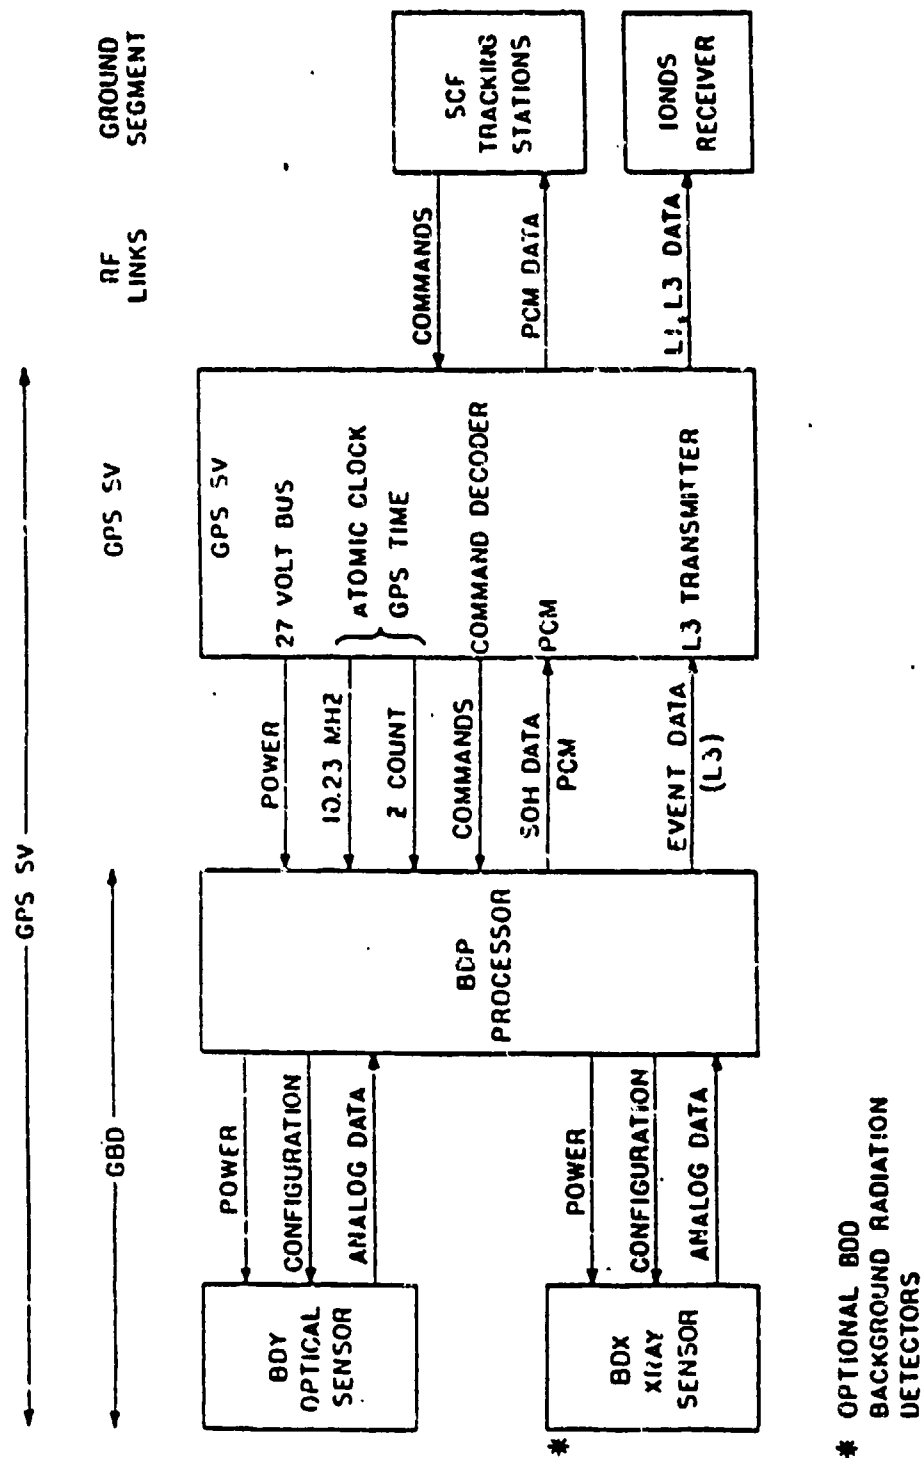 GPS SV
GBD
GPS SV
RF
LINKS
GROUND
SEGMENT
BDY
OPTICAL
SENSOR
POWER
CONFIGURATION
ANALOG DATA
* BDX
XRAY
SENSOR
POWER
CONFIGURATION
ANALOG DATA
BDP
PROCESSOR
POWER
10.23 MHZ
Z COUNT
COMMANDS
SOH DATA
PCM
EVENT DATA
(L3)
GPS SV
27 VOLT BUS
ATOMIC CLOCK
GPS TIME
COMMAND DECODER
PCM
L3 TRANSMITTER
COMMANDS
PCM DATA
L1, L3 DATA
SCF
TRACKING
STATIONS
IONDS
RECEIVER
* OPTIONAL BDD
BACKGROUND RADIATION
DETECTORS